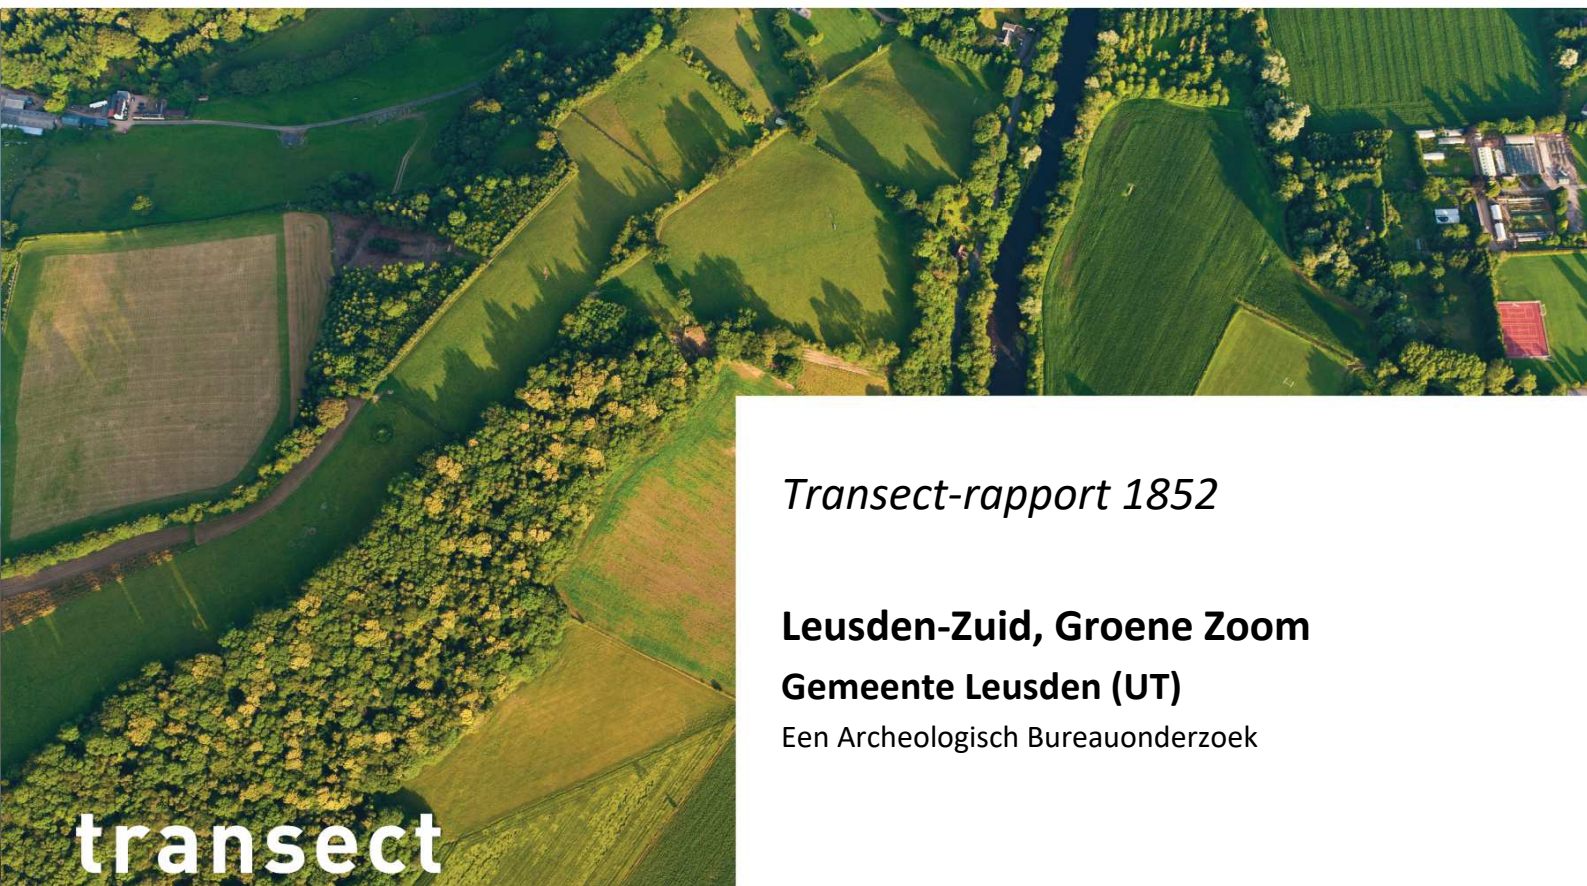 Transect-rapport 1852
Leusden-Zuid, Groene Zoom
Gemeente Leusden (UT)
Een Archeologisch Bureauonderzoek
transect